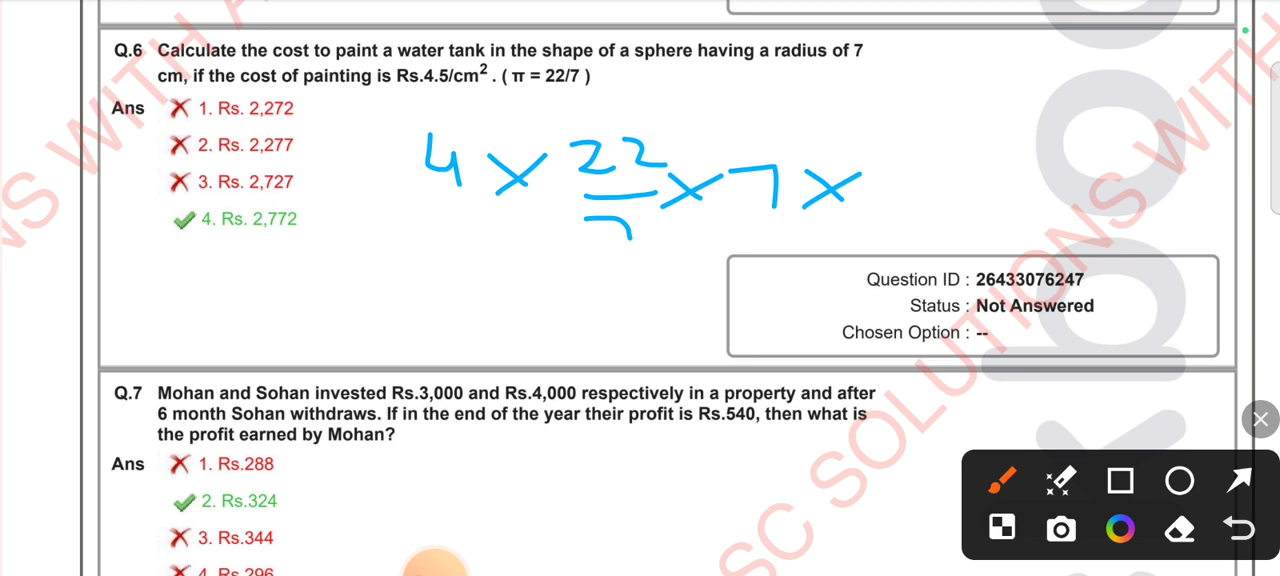 Q.6 Calculate the cost to paint a water tank in the shape of a sphere having a radius of 7
cm, if the cost of painting is Rs.4.5/cm². ( π = 22/7 )
Ans 1. Rs. 2,272
2. Rs. 2,277
3. Rs. 2,727
4. Rs. 2,772
4 × 22/7 × 7 ×
Question ID : 26433076247
Status : Not Answered
Chosen Option : --
Q.7 Mohan and Sohan invested Rs.3,000 and Rs.4,000 respectively in a property and after
6 month Sohan withdraws. If in the end of the year their profit is Rs.540, then what is
the profit earned by Mohan?
Ans 1. Rs.288
2. Rs.324
3. Rs.344
4. Rs.296
SC SOLUTIONS WITH